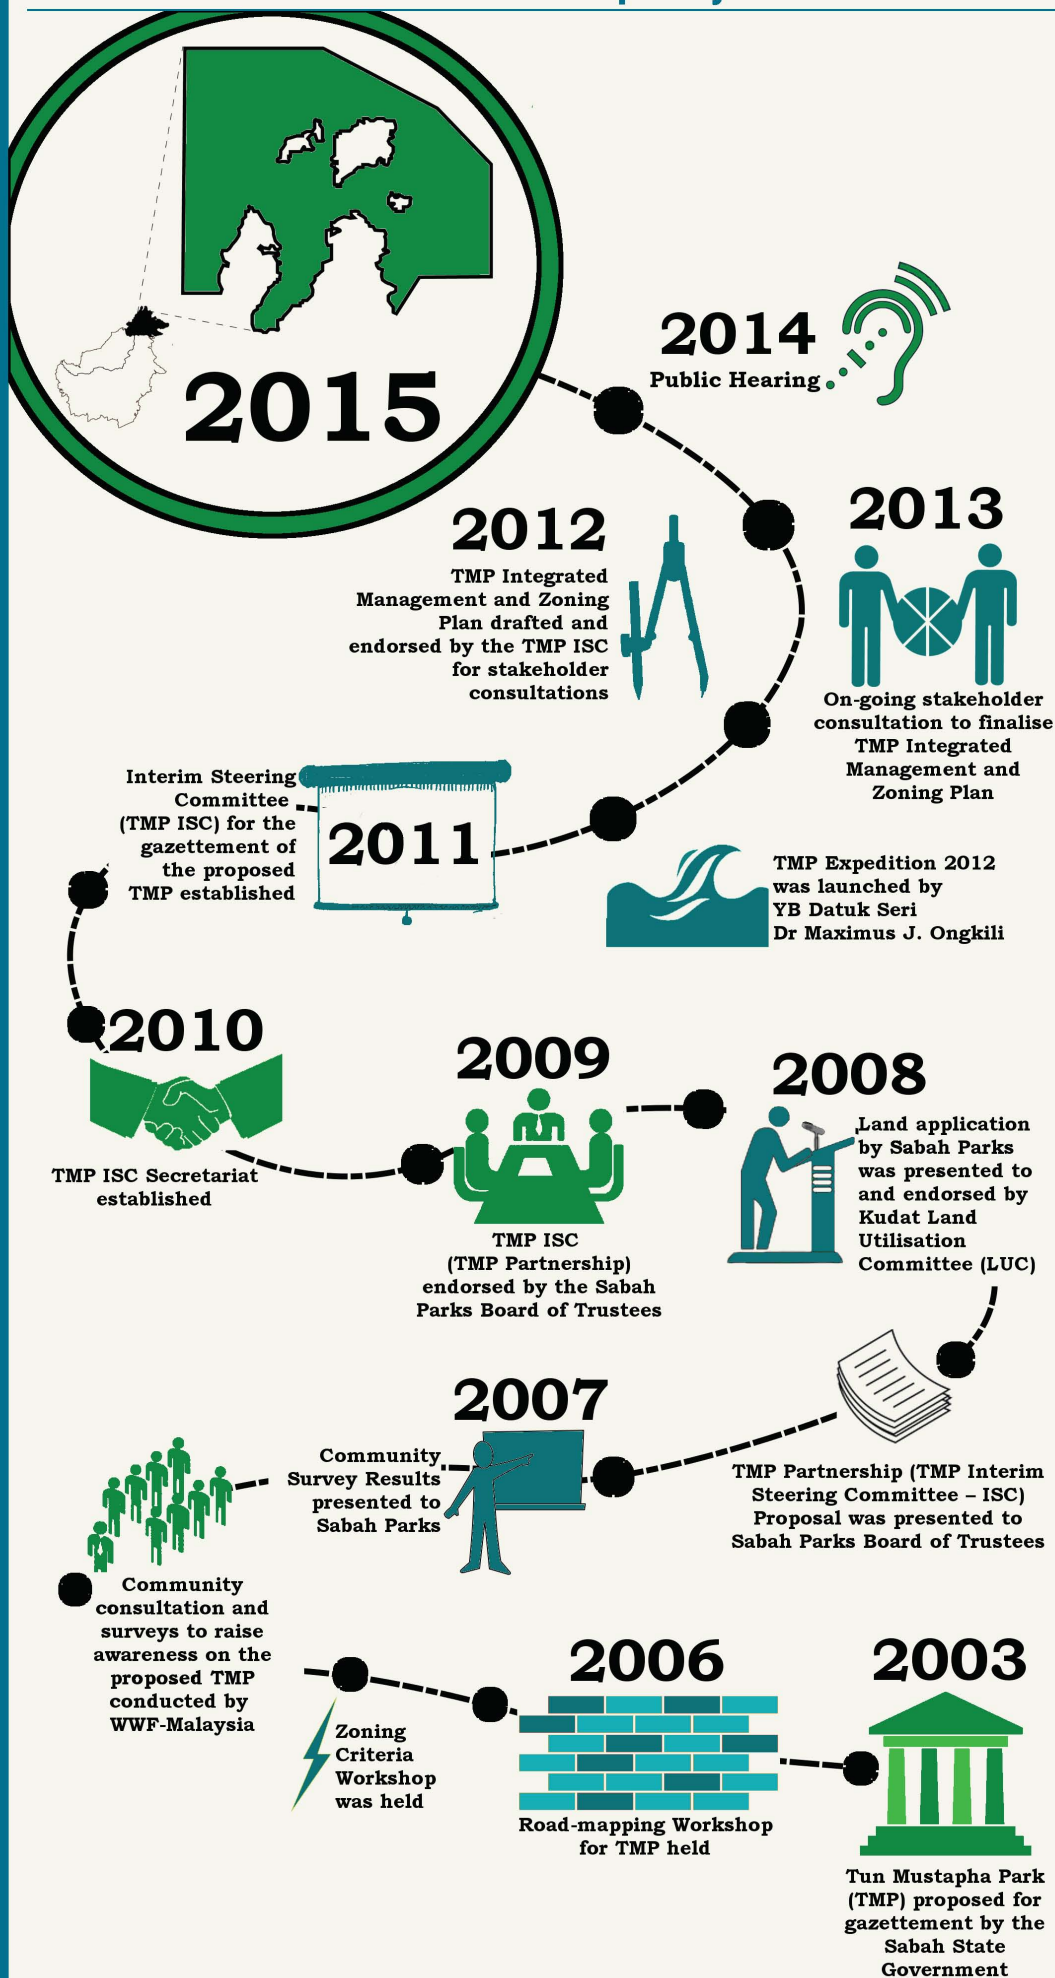 2015
2014
Public Hearing
2013
On-going stakeholder
consultation to finalise
TMP Integrated
Management and
Zoning Plan
2012
TMP Integrated
Management and Zoning
Plan drafted and
endorsed by the TMP ISC
for stakeholder
consultations
TMP Expedition 2012
was launched by
YB Datuk Seri
Dr Maximus J. Ongkili
2011
Interim Steering
Committee
(TMP ISC) for the
gazettement of
the proposed
TMP established
2010
TMP ISC Secretariat
established
2009
TMP ISC
(TMP Partnership)
endorsed by the Sabah
Parks Board of Trustees
2008
Land application
by Sabah Parks
was presented to
and endorsed by
Kudat Land
Utilisation
Committee (LUC)
TMP Partnership (TMP Interim
Steering Committee – ISC)
Proposal was presented to
Sabah Parks Board of Trustees
2007
Community
Survey Results
presented to
Sabah Parks
Community
consultation and
surveys to raise
awareness on the
proposed TMP
conducted by
WWF-Malaysia
Zoning
Criteria
Workshop
was held
2006
Road-mapping Workshop
for TMP held
2003
Tun Mustapha Park
(TMP) proposed for
gazettement by the
Sabah State
Government